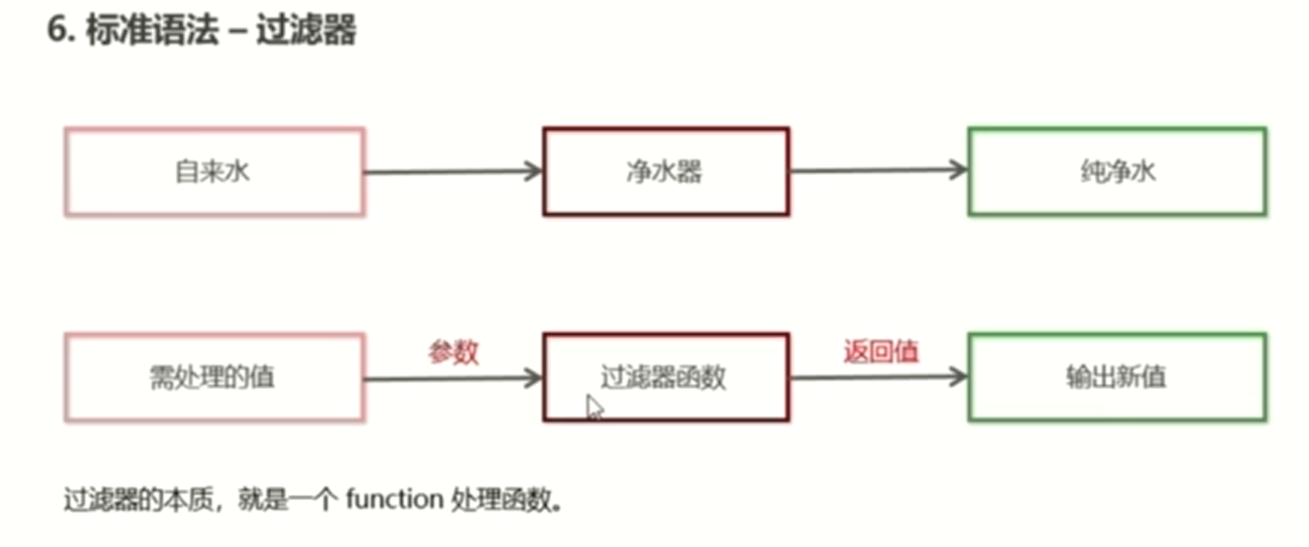 6. 标准语法 – 过滤器
自来水
净水器
纯净水
需处理的值
参数
过滤器函数
返回值
输出新值
过滤器的本质，就是一个 function 处理函数。